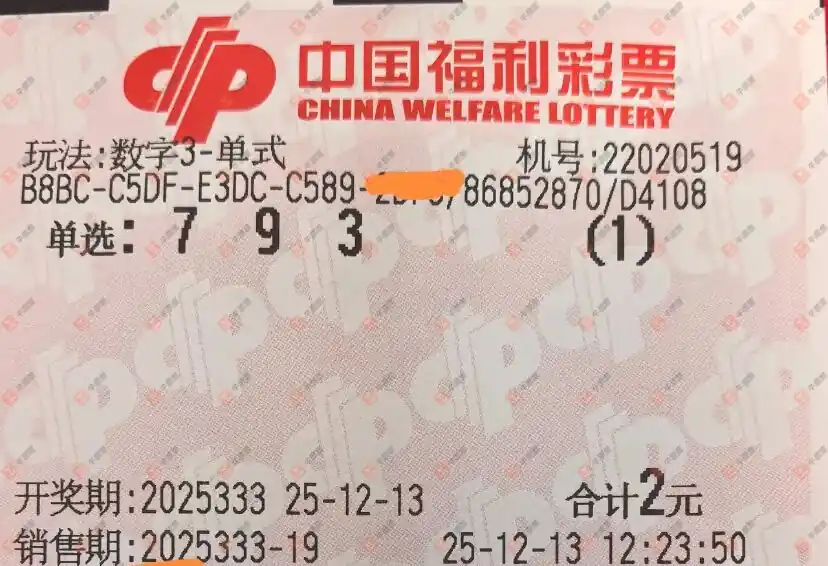 中国福利彩票
CHINA WELFARE LOTTERY
玩法:数字3-单式 机号:22020519
B8BC-C5DF-E3DC-C589- /86852870/D4108
单选: 7 9 3 (1)
开奖期:2025333 25-12-13 合计2元
销售期:2025333-19 25-12-13 12:23:50